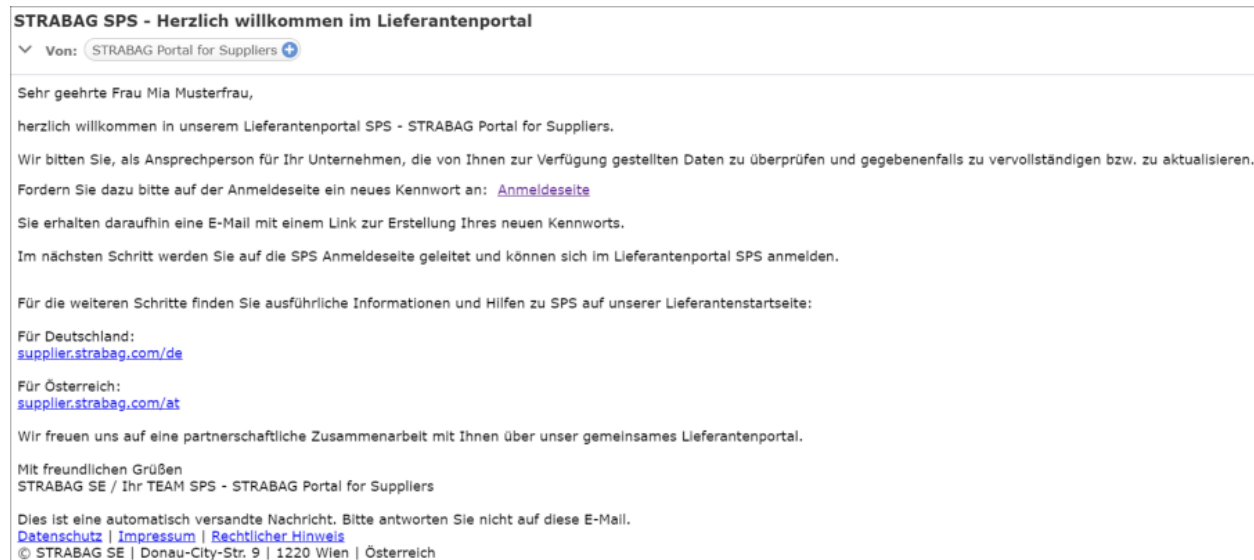 STRABAG SPS - Herzlich willkommen im Lieferantenportal
Von: STRABAG Portal for Suppliers
Sehr geehrte Frau Mia Musterfrau,
herzlich willkommen in unserem Lieferantenportal SPS - STRABAG Portal for Suppliers.
Wir bitten Sie, als Ansprechperson für Ihr Unternehmen, die von Ihnen zur Verfügung gestellten Daten zu überprüfen und gegebenenfalls zu vervollständigen bzw. zu aktualisieren.
Fordern Sie dazu bitte auf der Anmeldeseite ein neues Kennwort an: Anmeldeseite
Sie erhalten daraufhin eine E-Mail mit einem Link zur Erstellung Ihres neuen Kennworts.
Im nächsten Schritt werden Sie auf die SPS Anmeldeseite geleitet und können sich im Lieferantenportal SPS anmelden.
Für die weiteren Schritte finden Sie ausführliche Informationen und Hilfen zu SPS auf unserer Lieferantenstartseite:
Für Deutschland:
supplier.strabag.com/de
Für Österreich:
supplier.strabag.com/at
Wir freuen uns auf eine partnerschaftliche Zusammenarbeit mit Ihnen über unser gemeinsames Lieferantenportal.
Mit freundlichen Grüßen
STRABAG SE / Ihr TEAM SPS - STRABAG Portal for Suppliers
Dies ist eine automatisch versandte Nachricht. Bitte antworten Sie nicht auf diese E-Mail.
Datenschutz | Impressum | Rechtlicher Hinweis
© STRABAG SE | Donau-City-Str. 9 | 1220 Wien | Österreich